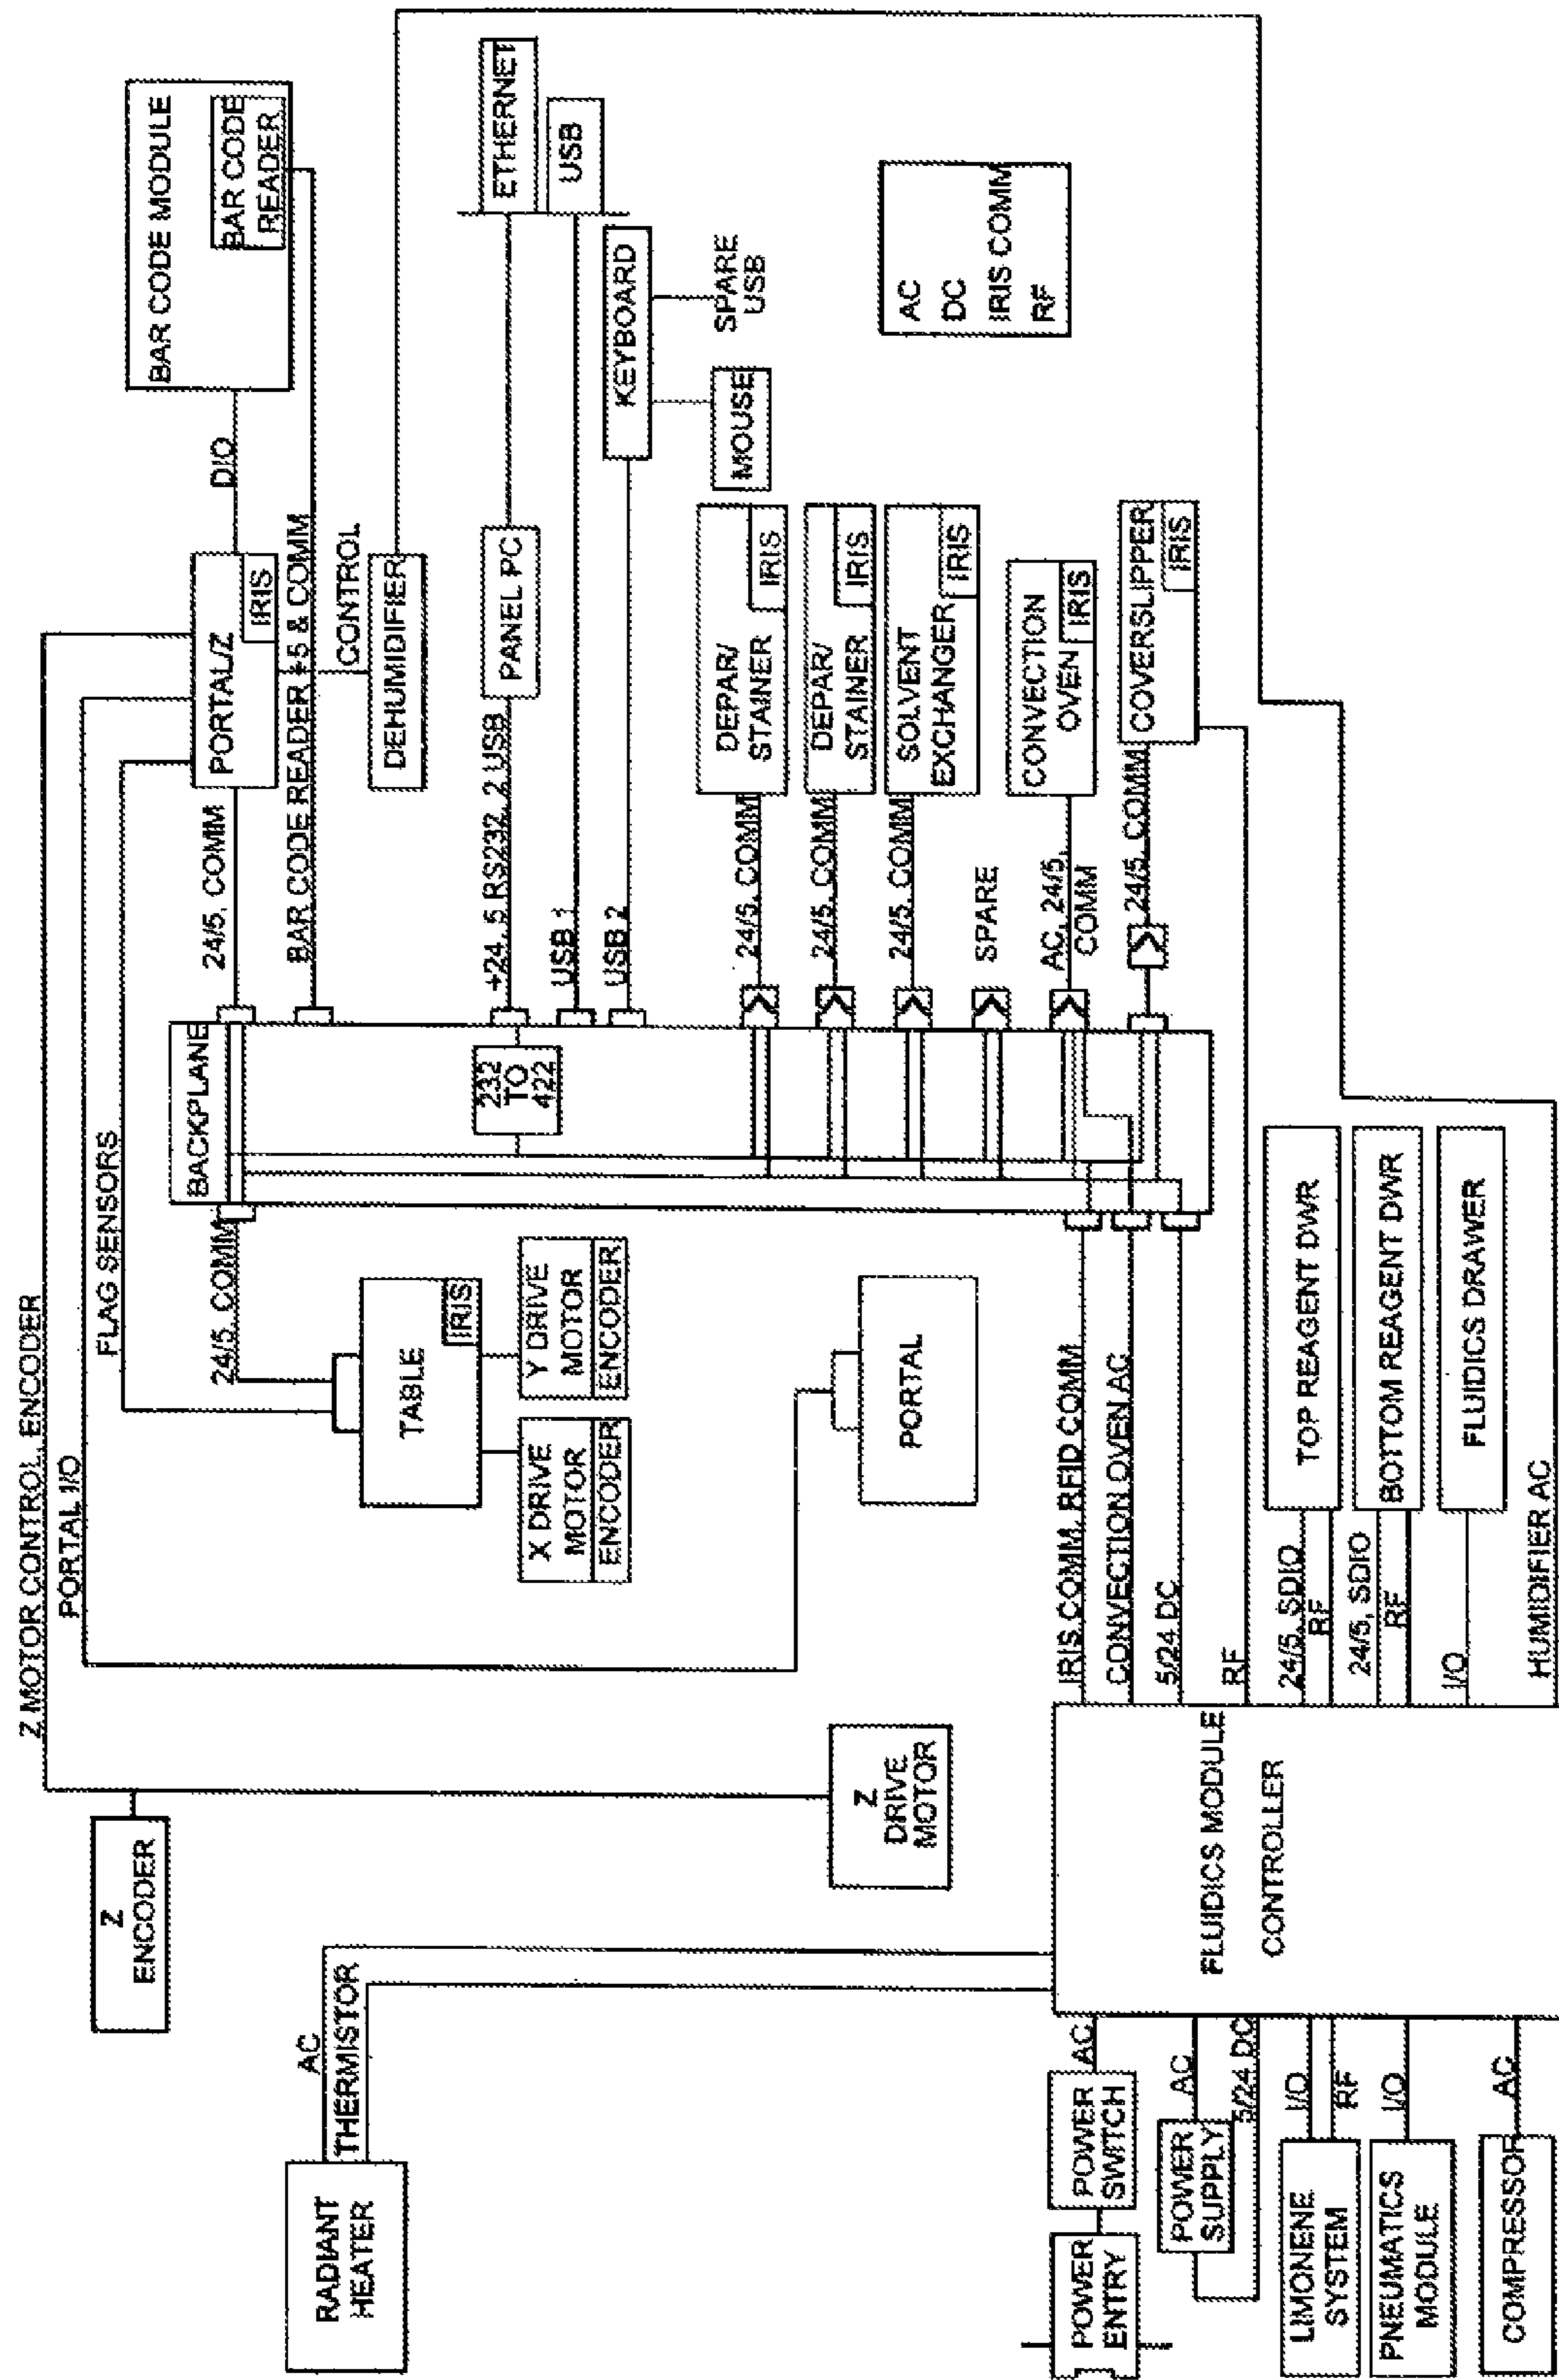 Z MOTOR CONTROL, ENCODER
PORTAL I/O
FLAG SENSORS
Z
ENCODER
AC
THERMISTOR
RADIANT
HEATER
BAR CODE MODULE
BAR CODE
READER
DIO
PORTAL/Z
IRIS
24/5, COMM
BAR CODE READER +5 & COMM
CONTROL
DEHUMIDIFIER
BACKPLANE
24/5, COMM
TABLE
IRIS
X DRIVE
MOTOR
ENCODER
Y DRIVE
MOTOR
ENCODER
232
TO
422
+24, 5 RS232, 2 USB
PANEL PC
ETHERNET
USB 1
USB
USB 2
KEYBOARD
MOUSE
SPARE
USB
24/5, COMM
DEPAR/
STAINER
IRIS
24/5, COMM
DEPAR/
STAINER
IRIS
24/5, COMM
SOLVENT
EXCHANGER
IRIS
SPARE
AC, 24/5,
COMM
CONVECTION
OVEN
IRIS
24/5, COMM
COVERSLIPPER
IRIS
AC
DC
IRIS COMM
RF
PORTAL
Z
DRIVE
MOTOR
IRIS COMM, RFID COMM
CONVECTION OVEN AC
5/24 DC
RF
24/5, SDIO
RF
TOP REAGENT DWR
24/5, SDIO
RF
BOTTOM REAGENT DWR
I/O
FLUIDICS DRAWER
HUMIDIFIER AC
FLUIDICS MODULE
CONTROLLER
POWER
ENTRY
POWER
SWITCH
AC
POWER
SUPPLY
AC
5/24 DC
LIMONENE
SYSTEM
I/O
RF
PNEUMATICS
MODULE
I/O
COMPRESSOR
AC